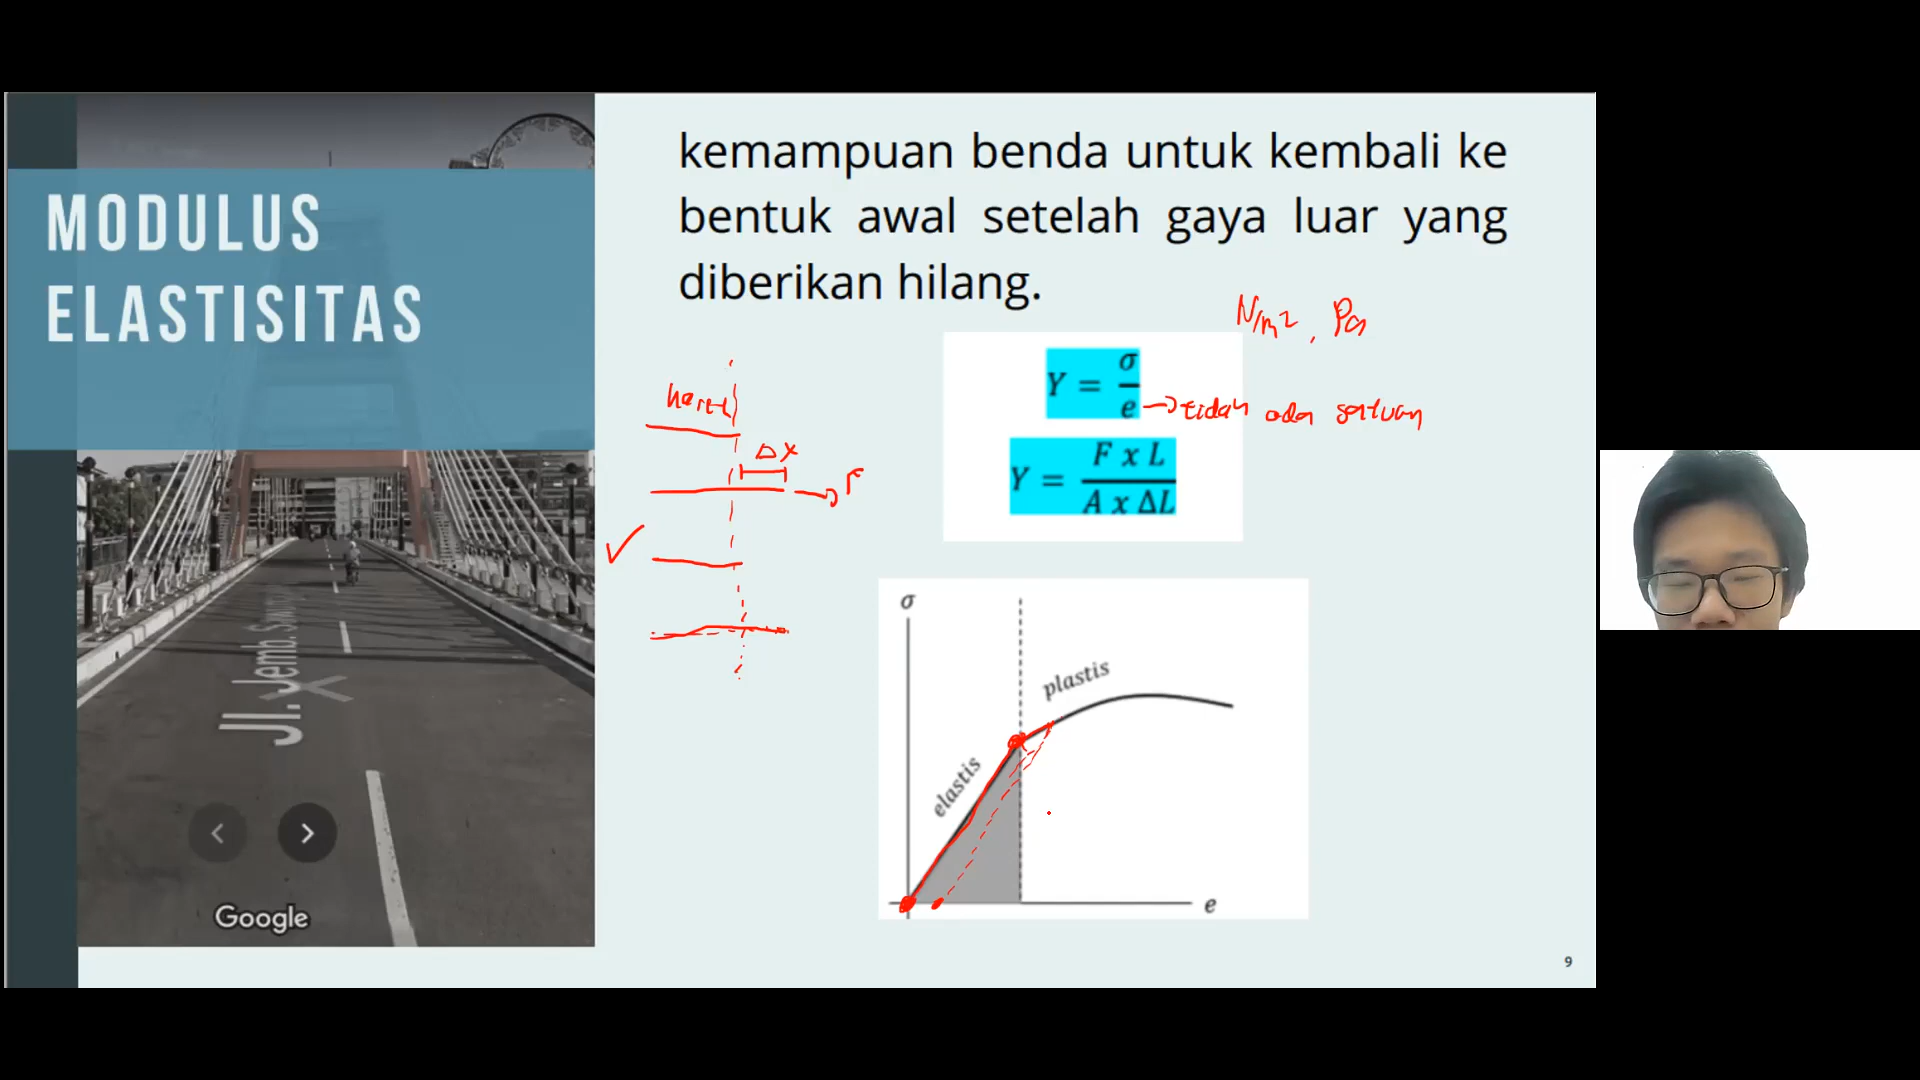 MODULUS
ELASTISITAS
kemampuan benda untuk kembali ke
bentuk awal setelah gaya luar yang
diberikan hilang.
N/m2 , Pa
Y = σ/e
→ tidak ada satuan
Y = F x L / A x ΔL
karet
Δx
F
σ
plastis
elastis
e
Jl. Jemb.
Google
9